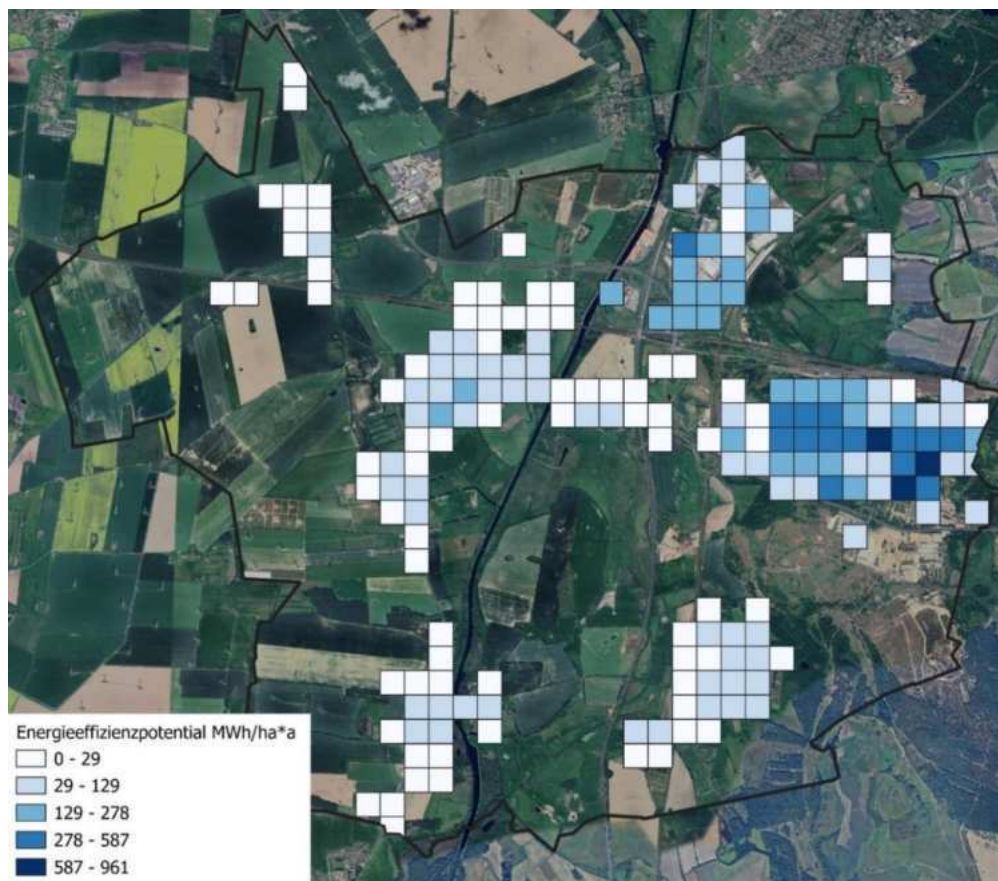 Energieeffizienzpotential MWh/ha*a
0 - 29
29 - 129
129 - 278
278 - 587
587 - 961